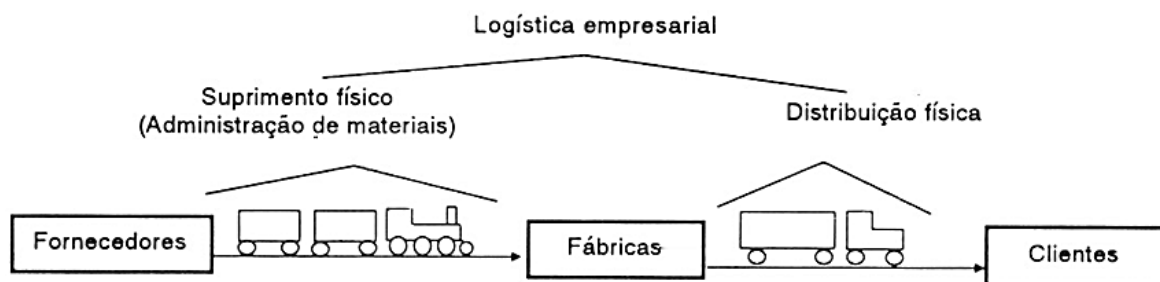 Logística empresarial
Suprimento físico
(Administração de materiais)
Distribuição física
Fornecedores
Fábricas
Clientes